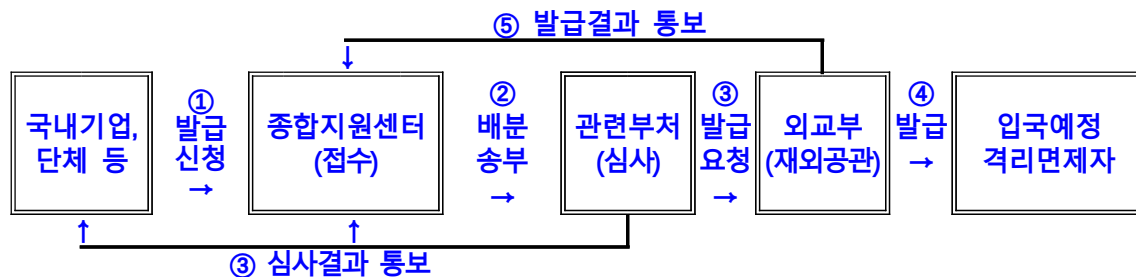 ⑤ 발급결과 통보
↓
국내기업,
단체 등
①
발급
신청
→
종합지원센터
(접수)
②
배분
송부
→
관련부처
(심사)
③
발급
요청
→
외교부
(재외공관)
④
발급
→
입국예정
격리면제자
↑
↑
③ 심사결과 통보